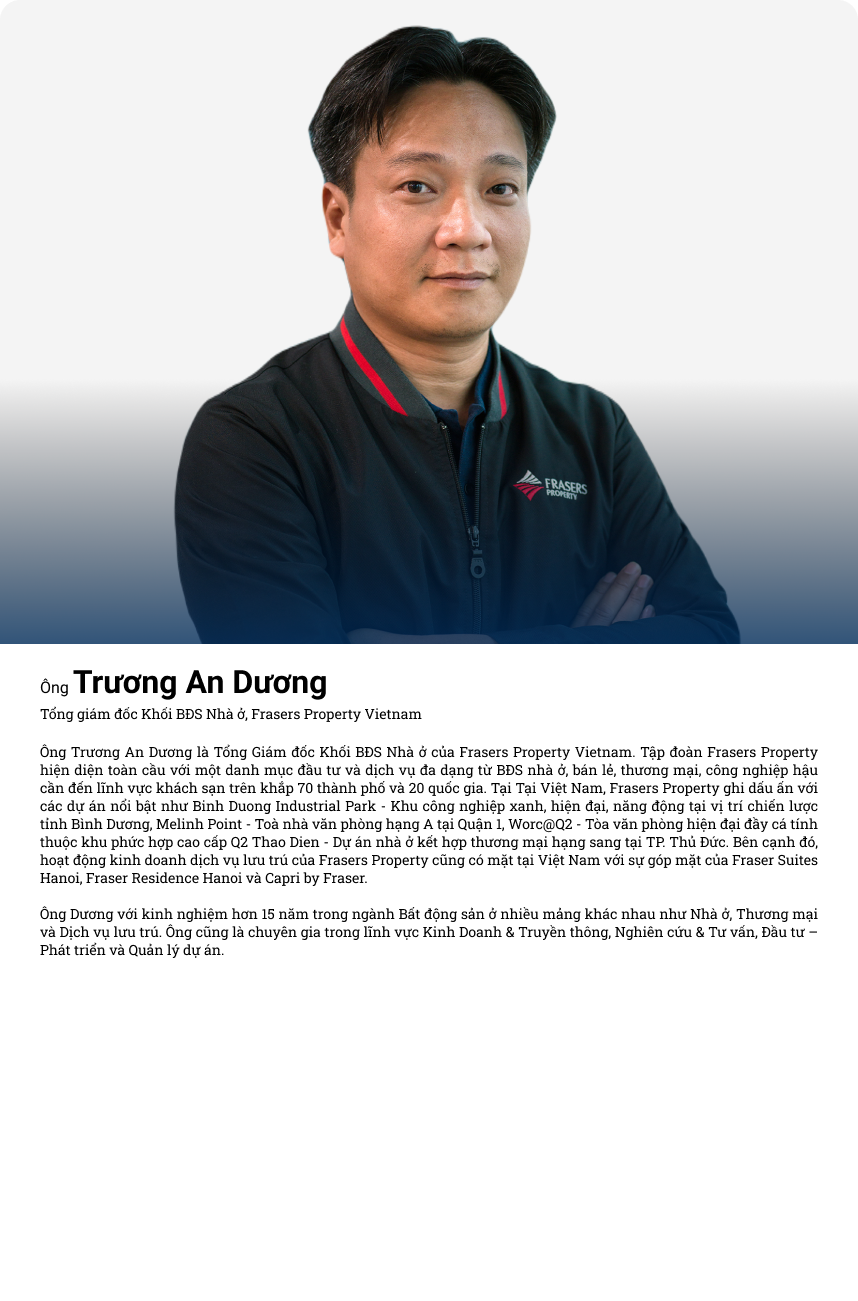 FRASERS
PROPERTY
Ông Trương An Dương
Tổng giám đốc Khối BĐS Nhà ở, Frasers Property Vietnam
Ông Trương An Dương là Tổng Giám đốc Khối BĐS Nhà ở của Frasers Property Vietnam. Tập đoàn Frasers Property
hiện diện toàn cầu với một danh mục đầu tư và dịch vụ đa dạng từ BĐS nhà ở, bán lẻ, thương mại, công nghiệp hậu
cần đến lĩnh vực khách sạn trên khắp 70 thành phố và 20 quốc gia. Tại Tại Việt Nam, Frasers Property ghi dấu ấn với
các dự án nổi bật như Binh Duong Industrial Park - Khu công nghiệp xanh, hiện đại, năng động tại vị trí chiến lược
tỉnh Bình Dương, Melinh Point - Toà nhà văn phòng hạng A tại Quận 1, Worc@Q2 - Tòa văn phòng hiện đại đầy cá tính
thuộc khu phức hợp cao cấp Q2 Thao Dien - Dự án nhà ở kết hợp thương mại hạng sang tại TP. Thủ Đức. Bên cạnh đó,
hoạt động kinh doanh dịch vụ lưu trú của Frasers Property cũng có mặt tại Việt Nam với sự góp mặt của Fraser Suites
Hanoi, Fraser Residence Hanoi và Capri by Fraser.
Ông Dương với kinh nghiệm hơn 15 năm trong ngành Bất động sản ở nhiều mảng khác nhau như Nhà ở, Thương mại
và Dịch vụ lưu trú. Ông cũng là chuyên gia trong lĩnh vực Kinh Doanh & Truyền thông, Nghiên cứu & Tư vấn, Đầu tư –
Phát triển và Quản lý dự án.